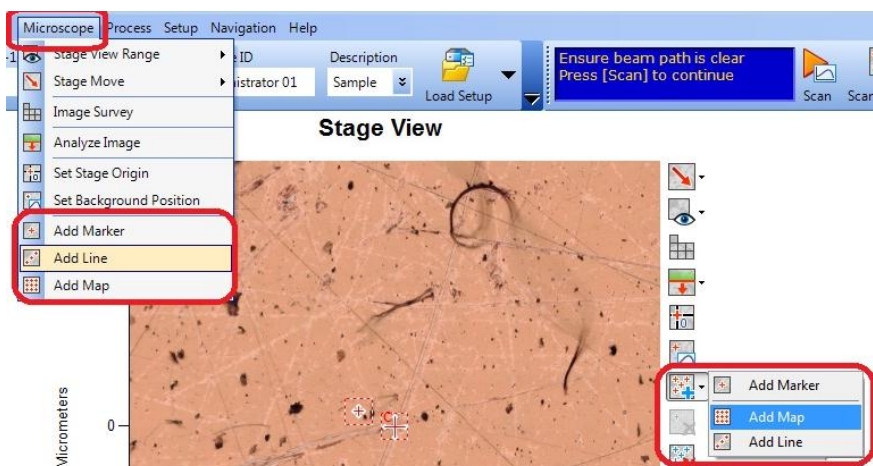 Microscope Process Setup Navigation Help
Stage View Range
Stage Move
Image Survey
Analyze Image
Set Stage Origin
Set Background Position
Add Marker
Add Line
Add Map
ID
Description
istrator 01
Sample
Load Setup
Ensure beam path is clear
Press [Scan] to continue
Scan
Scan
Stage View
Micrometers
0
C
Add Marker
Add Map
Add Line